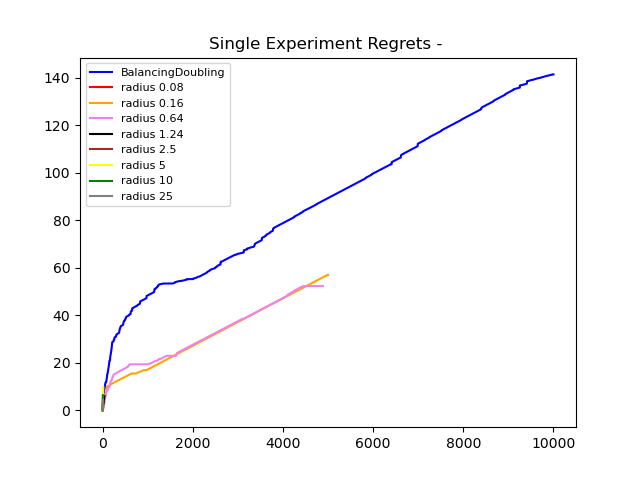 Single Experiment Regrets -
BalancingDoubling
radius 0.08
radius 0.16
radius 0.64
radius 1.24
radius 2.5
radius 5
radius 10
radius 25
140
120
100
80
60
40
20
0
0 2000 4000 6000 8000 10000